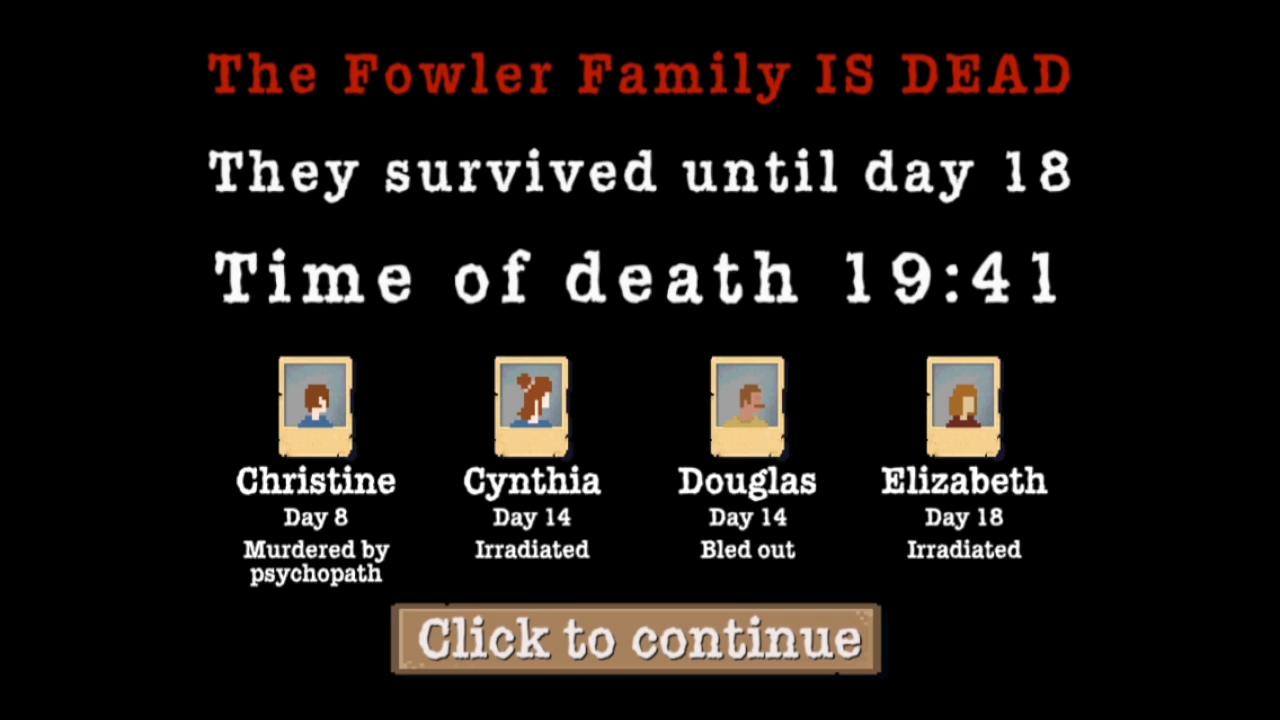 The Fowler Family IS DEAD
They survived until day 18
Time of death 19:41
Christine
Day 8
Murdered by
psychopath
Cynthia
Day 14
Irradiated
Douglas
Day 14
Bled out
Elizabeth
Day 18
Irradiated
Click to continue